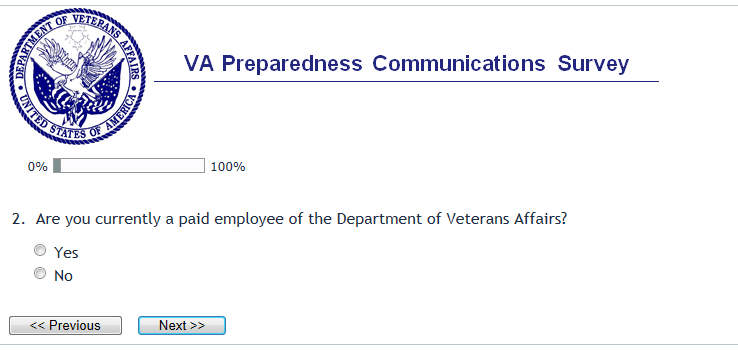 DEPARTMENT OF VETERANS AFFAIRS
UNITED STATES OF AMERICA
VA Preparedness Communications Survey
0% 100%
2. Are you currently a paid employee of the Department of Veterans Affairs?
Yes
No
<< Previous Next >>